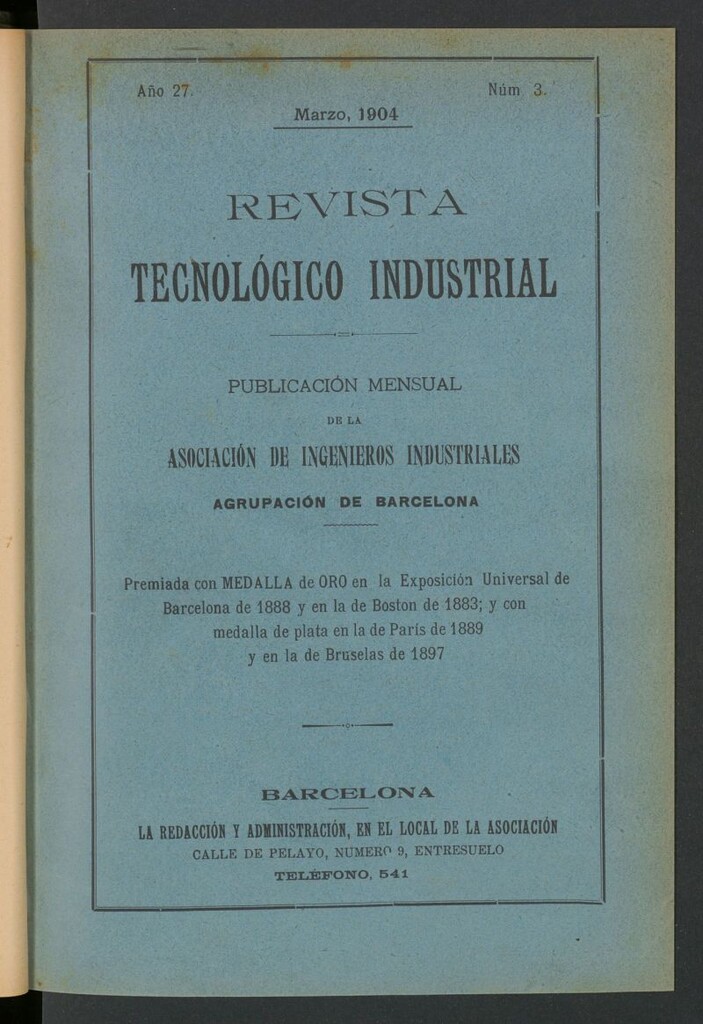 Año 27.
Núm 3.
Marzo, 1904
REVISTA
TECNOLÓGICO INDUSTRIAL
PUBLICACIÓN MENSUAL
DE LA
ASOCIACIÓN DE INGENIEROS INDUSTRIALES
AGRUPACIÓN DE BARCELONA
Premiada con MEDALLA de ORO en la Exposición Universal de
Barcelona de 1888 y en la de Boston de 1883; y con
medalla de plata en la de París de 1889
y en la de Bruselas de 1897
BARCELONA
LA REDACCIÓN Y ADMINISTRACIÓN, EN EL LOCAL DE LA ASOCIACIÓN
CALLE DE PELAYO, NUMERO 9, ENTRESUELO
TELÉFONO, 541